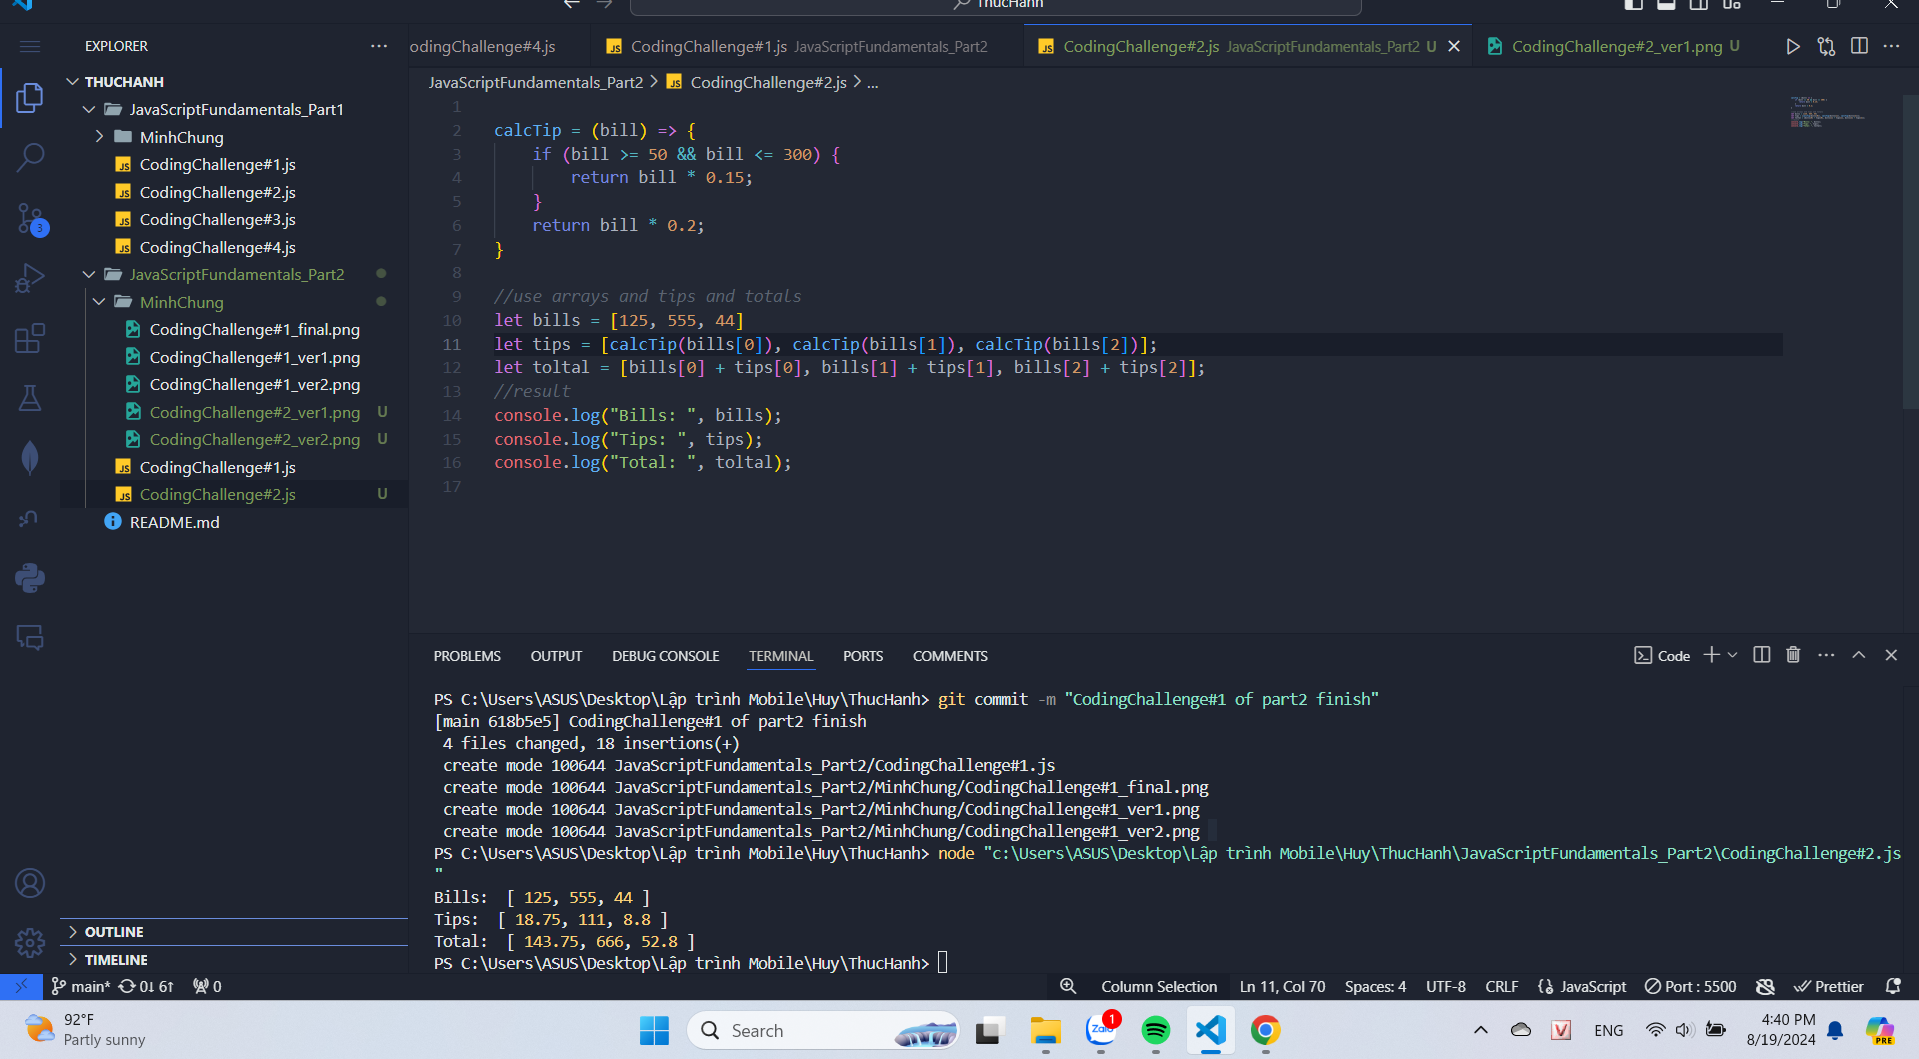 ThucHanh
EXPLORER
THUCHANH
JavaScriptFundamentals_Part1
MinhChung
CodingChallenge#1.js
CodingChallenge#2.js
CodingChallenge#3.js
CodingChallenge#4.js
JavaScriptFundamentals_Part2
MinhChung
CodingChallenge#1_final.png
CodingChallenge#1_ver1.png
CodingChallenge#1_ver2.png
CodingChallenge#2_ver1.png U
CodingChallenge#2_ver2.png U
CodingChallenge#1.js
CodingChallenge#2.js U
README.md
OUTLINE
TIMELINE
3
odingChallenge#4.js
JS CodingChallenge#1.js JavaScriptFundamentals_Part2
JS CodingChallenge#2.js JavaScriptFundamentals_Part2 U
CodingChallenge#2_ver1.png U
JavaScriptFundamentals_Part2 > JS CodingChallenge#2.js > ...
1
2 calcTip = (bill) => {
3 if (bill >= 50 && bill <= 300) {
4 return bill * 0.15;
5 }
6 return bill * 0.2;
7 }
8
9 //use arrays and tips and totals
10 let bills = [125, 555, 44]
11 let tips = [calcTip(bills[0]), calcTip(bills[1]), calcTip(bills[2])];
12 let toltal = [bills[0] + tips[0], bills[1] + tips[1], bills[2] + tips[2]];
13 //result
14 console.log("Bills: ", bills);
15 console.log("Tips: ", tips);
16 console.log("Total: ", toltal);
17
PROBLEMS OUTPUT DEBUG CONSOLE TERMINAL PORTS COMMENTS
Code
PS C:\Users\ASUS\Desktop\Lập trình Mobile\Huy\ThucHanh> git commit -m "CodingChallenge#1 of part2 finish"
[main 618b5e5] CodingChallenge#1 of part2 finish
4 files changed, 18 insertions(+)
create mode 100644 JavaScriptFundamentals_Part2/CodingChallenge#1.js
create mode 100644 JavaScriptFundamentals_Part2/MinhChung/CodingChallenge#1_final.png
create mode 100644 JavaScriptFundamentals_Part2/MinhChung/CodingChallenge#1_ver1.png
create mode 100644 JavaScriptFundamentals_Part2/MinhChung/CodingChallenge#1_ver2.png
PS C:\Users\ASUS\Desktop\Lập trình Mobile\Huy\ThucHanh> node "c:\Users\ASUS\Desktop\Lập trình Mobile\Huy\ThucHanh\JavaScriptFundamentals_Part2\CodingChallenge#2.js
"
Bills: [ 125, 555, 44 ]
Tips: [ 18.75, 111, 8.8 ]
Total: [ 143.75, 666, 52.8 ]
PS C:\Users\ASUS\Desktop\Lập trình Mobile\Huy\ThucHanh>
main* 0↓ 6↑ 0
Column Selection Ln 11, Col 70 Spaces: 4 UTF-8 CRLF {} JavaScript Port : 5500 Prettier
92°F
Partly sunny
Search
Zalo 1
ENG
4:40 PM
8/19/2024
PRE